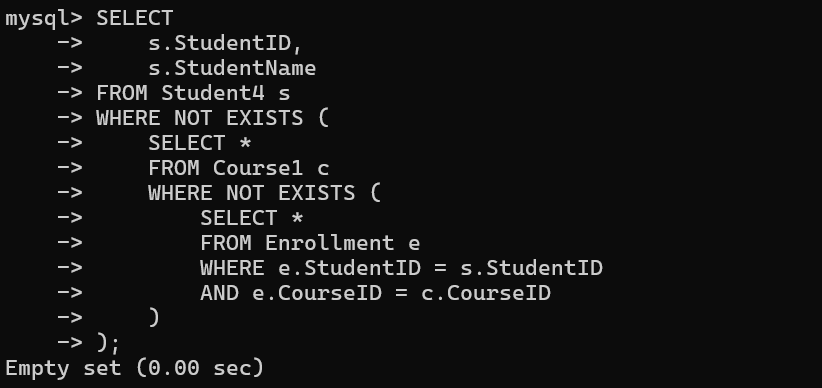 mysql> SELECT
    ->     s.StudentID,
    ->     s.StudentName
    -> FROM Student4 s
    -> WHERE NOT EXISTS (
    ->     SELECT *
    ->     FROM Course1 c
    ->     WHERE NOT EXISTS (
    ->         SELECT *
    ->         FROM Enrollment e
    ->         WHERE e.StudentID = s.StudentID
    ->         AND e.CourseID = c.CourseID
    ->     )
    -> );
Empty set (0.00 sec)